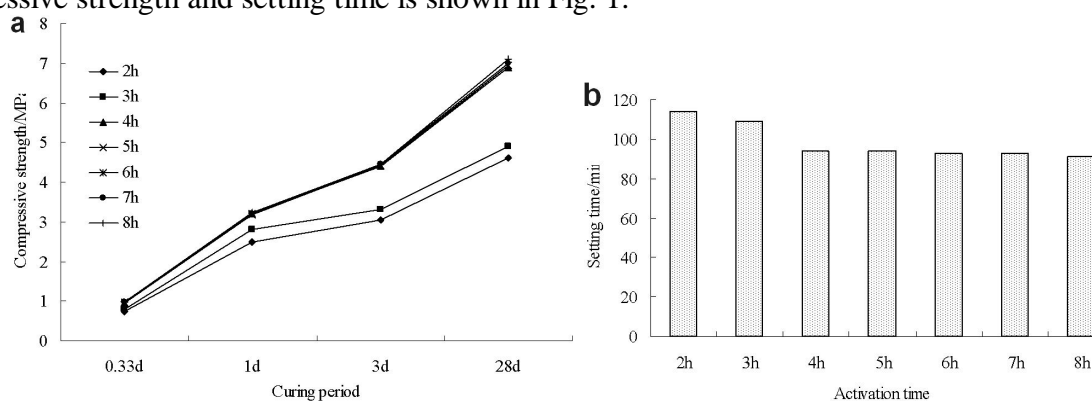 ressive strength and setting time is shown in Fig. 1.
a
8
7
6
5
4
3
2
1
0
Compressive strength/MPa
2h
3h
4h
5h
6h
7h
8h
0.33d 1d 3d 28d
Curing period
b
120
100
80
60
40
20
0
Setting time/mi
2h 3h 4h 5h 6h 7h 8h
Activation time